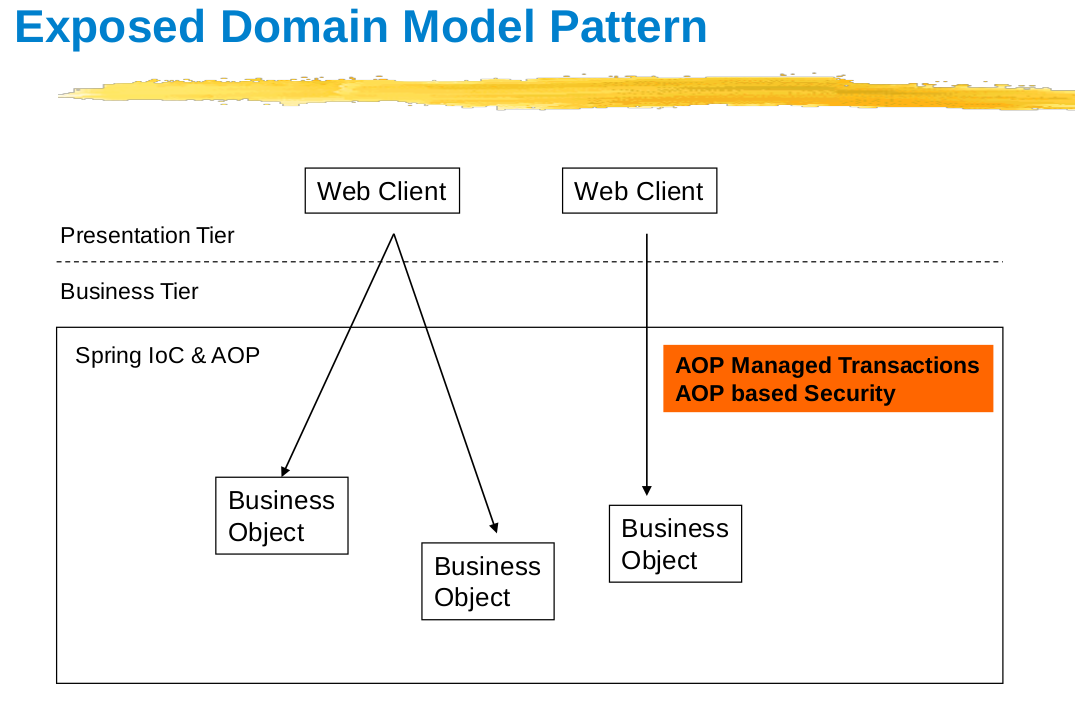 Exposed Domain Model Pattern
Web Client
Web Client
Presentation Tier
Business Tier
Spring IoC & AOP
AOP Managed Transactions
AOP based Security
Business
Object
Business
Object
Business
Object